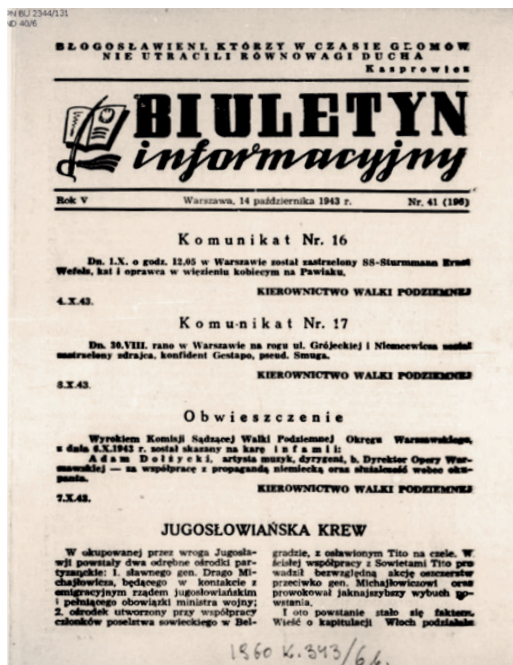 PN BU 2344/131
ND 40/6
BŁOGOSŁAWIENI, KTÓRZY W CZASIE GROMÓW
NIE UTRACILI RÓWNOWAGI DUCHA
Kasprowicz
BIULETYN
informacyjny
Rok V Warszawa, 14 października 1943 r. Nr. 41 (196)
Komunikat Nr. 16
Dn. 1.X. o godz. 12,05 w Warszawie został zastrzelony SS-Sturmmann Ernst
Wefels, kat i oprawca w więzieniu kobiecym na Pawiaku.
KIEROWNICTWO WALKI PODZIEMNEJ
4.X.43.
Komunikat Nr. 17
Dn. 30.VIII. rano w Warszawie na rogu ul. Grójeckiej i Niemcewicza został
zastrzelony zdrajca, konfident Gestapo, pseud. Smuga.
KIEROWNICTWO WALKI PODZIEMNEJ
8.X.43.
Obwieszczenie
Wyrokiem Komisji Sądzącej Walki Podziemnej Okręgu Warszawskiego,
z dnia 6.X.1943 r. został skazany na karę infamii:
Adam Dołżycki, artysta muzyk, dyrygent, b. Dyrektor Opery War-
szawskiej — za współpracę z propagandą niemiecką oraz służalczość wobec oku-
panta.
KIEROWNICTWO WALKI PODZIEMNEJ
7.X.43.
JUGOSŁOWIAŃSKA KREW
W okupowanej przez wroga Jugosła-
wji powstały dwa odrębne ośrodki par-
tyzanckie: 1. sławnego gen. Drago Mi-
chajłowicza, będącego w kontakcie z
emigracyjnym rządem jugosłowiańskim
i pełniącego obowiązki ministra wojny;
2. ośrodek utworzony przy współpracy
członków poselstwa sowieckiego w Bel-
gradzie, z osławionym Tito na czele. W
ścisłej współpracy z Sowietami Tito pro
wadził bezwzględną akcję oszczerstw
przeciwko gen. Michajłowiczowi oraz
prowokował jaknajszybszy wybuch po-
wstania.
I oto powstanie stało się faktem.
Wieść o kapitulacji Włoch podziałała
1960 K. 343/64